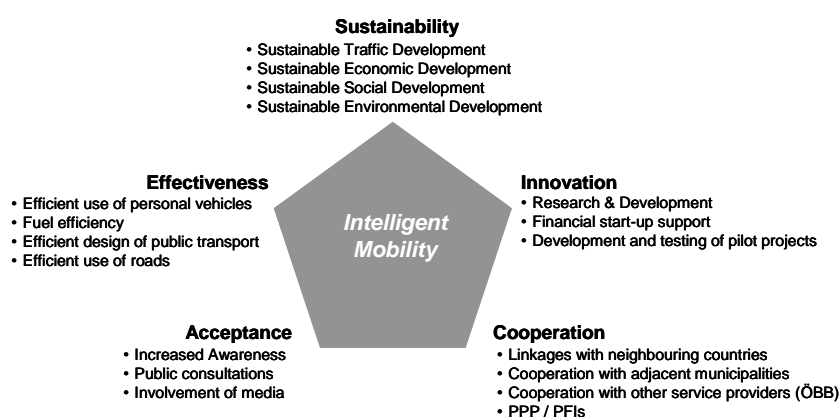 Sustainability
• Sustainable Traffic Development
• Sustainable Economic Development
• Sustainable Social Development
• Sustainable Environmental Development
Effectiveness
• Efficient use of personal vehicles
• Fuel efficiency
• Efficient design of public transport
• Efficient use of roads
Intelligent
Mobility
Innovation
• Research & Development
• Financial start-up support
• Development and testing of pilot projects
Acceptance
• Increased Awareness
• Public consultations
• Involvement of media
Cooperation
• Linkages with neighbouring countries
• Cooperation with adjacent municipalities
• Cooperation with other service providers (ÖBB)
• PPP / PFIs